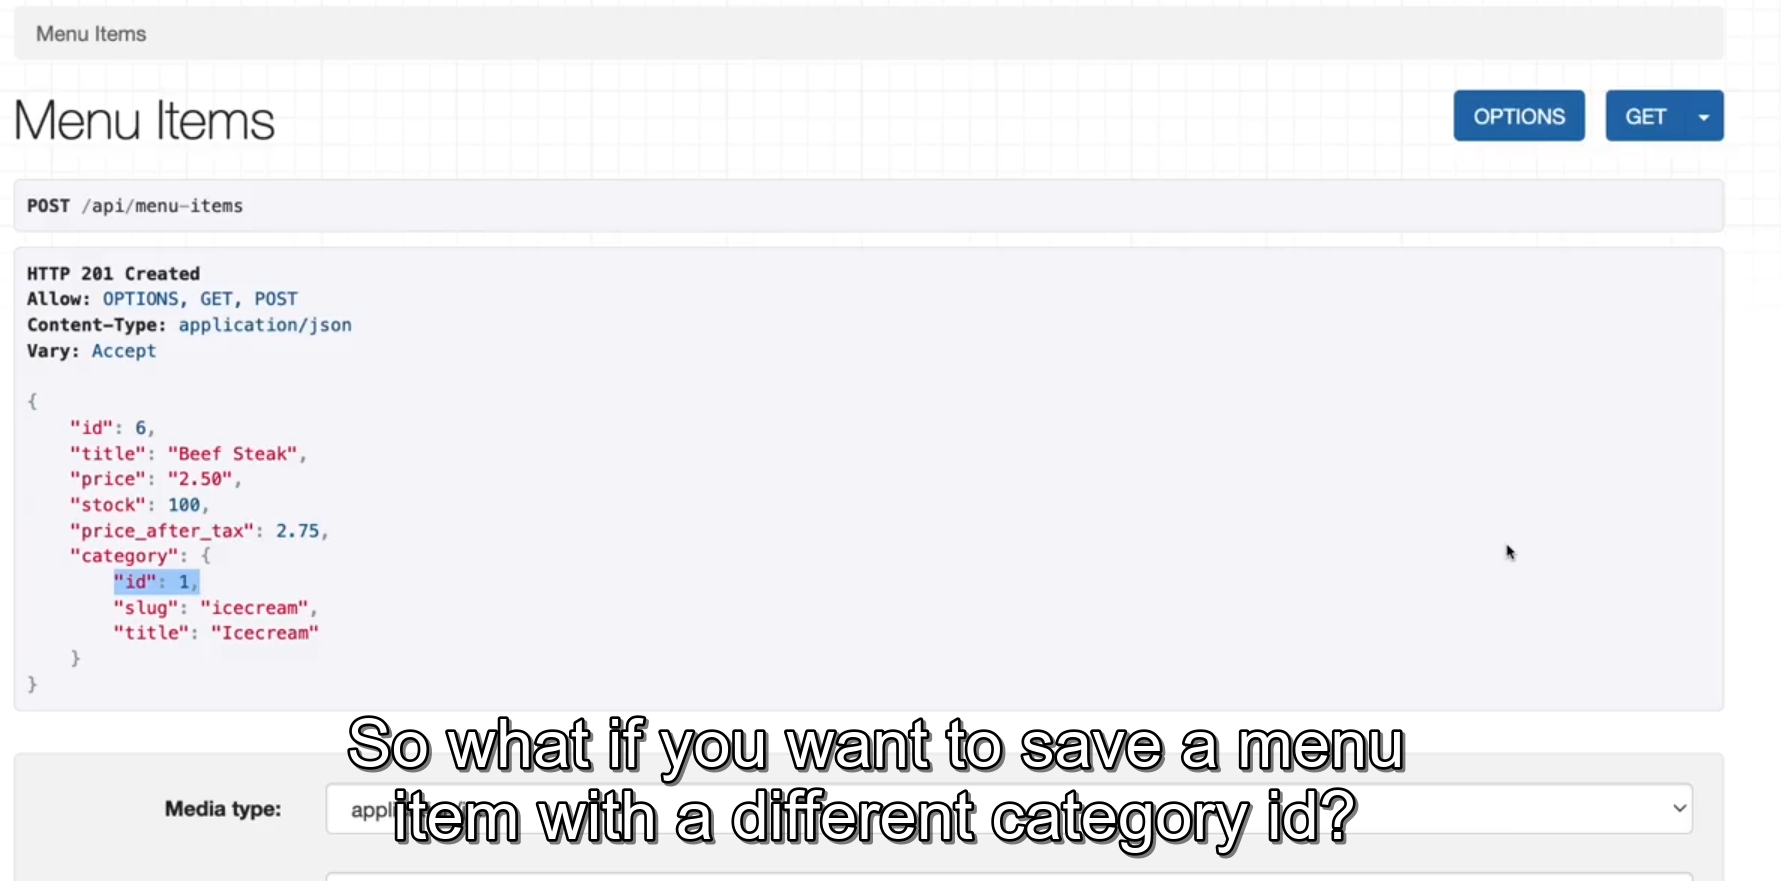 Menu Items
Menu Items
OPTIONS
GET
POST /api/menu-items
HTTP 201 Created
Allow: OPTIONS, GET, POST
Content-Type: application/json
Vary: Accept
{
"id": 6,
"title": "Beef Steak",
"price": "2.50",
"stock": 100,
"price_after_tax": 2.75,
"category": {
"id": 1,
"slug": "icecream",
"title": "Icecream"
}
}
So what if you want to save a menu
Media type:
item with a different category id?